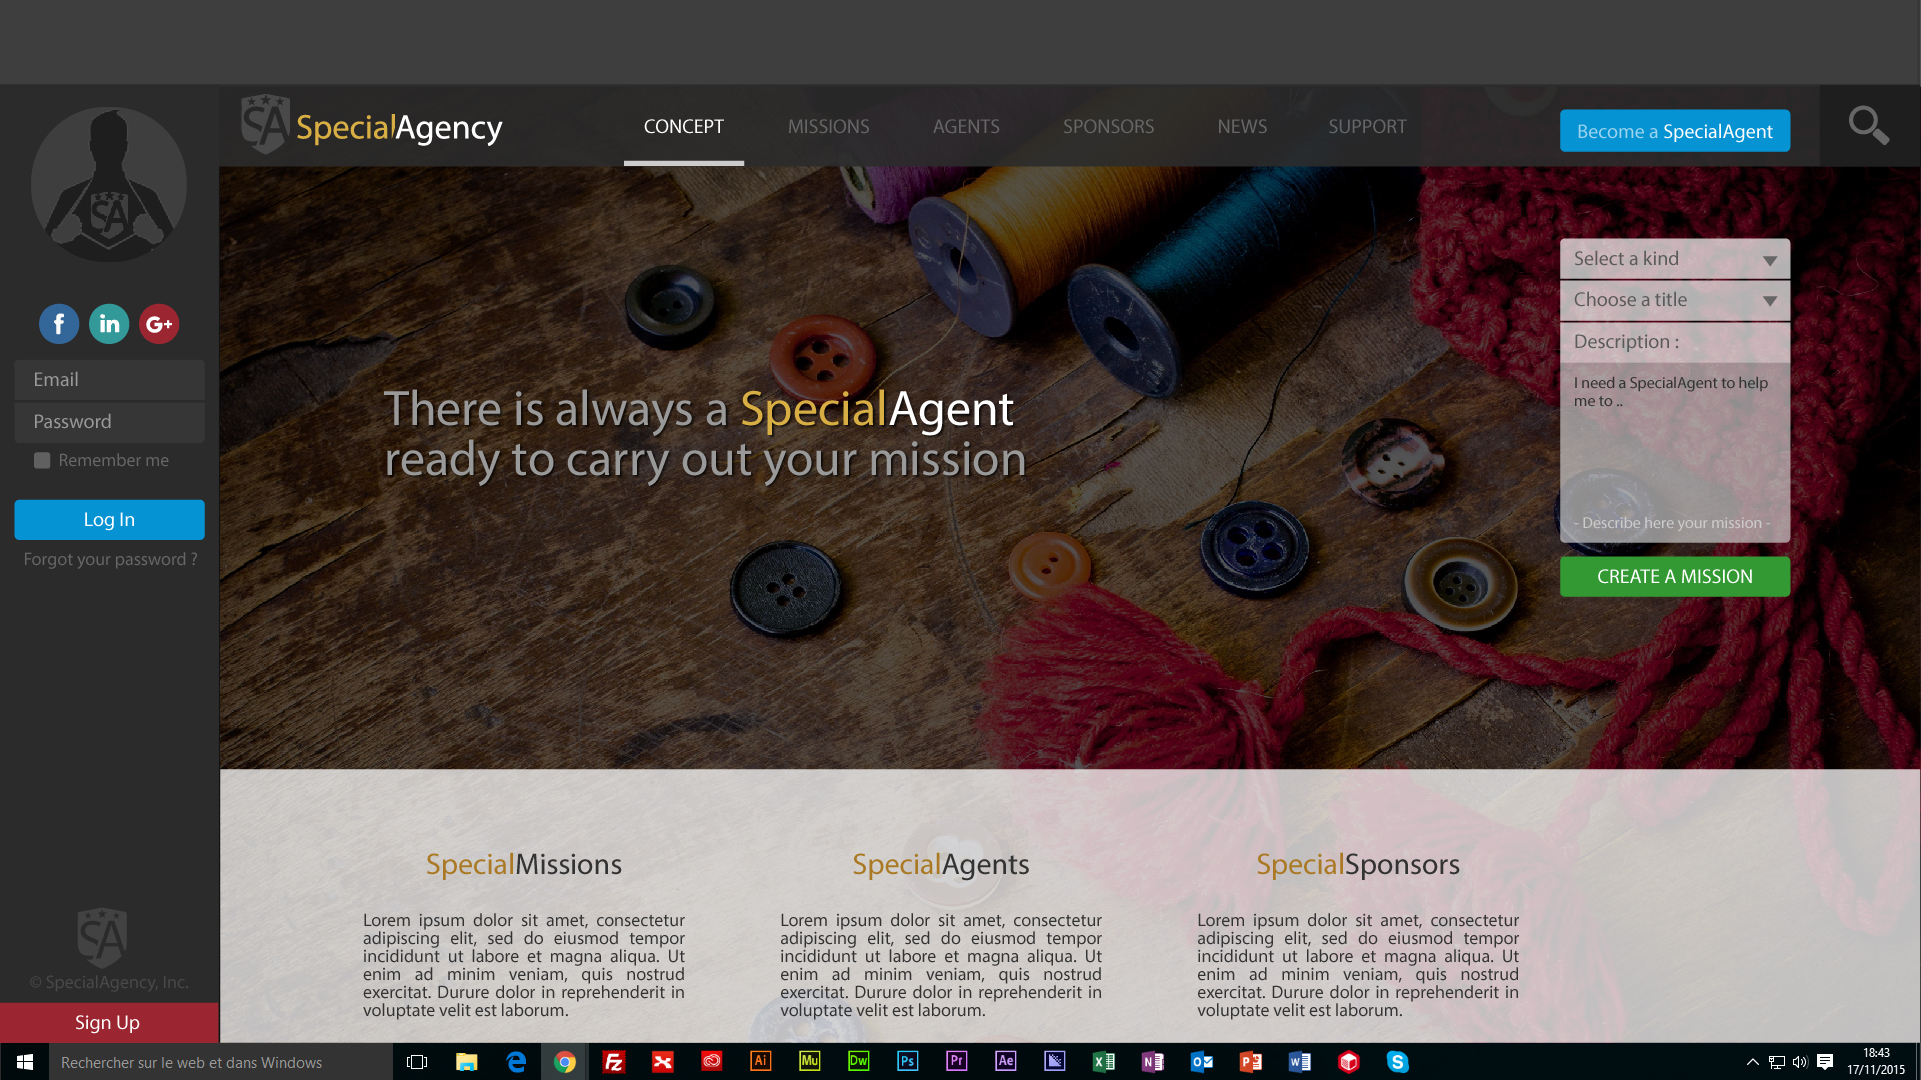 SA SpecialAgency
CONCEPT MISSIONS AGENTS SPONSORS NEWS SUPPORT
Become a SpecialAgent
SA
f in G+
Email
Password
Remember me
Log In
Forgot your password ?
There is always a SpecialAgent
ready to carry out your mission
Select a kind
Choose a title
Description :
I need a SpecialAgent to help
me to ..
- Describe here your mission -
CREATE A MISSION
SpecialMissions
Lorem ipsum dolor sit amet, consectetur
adipiscing elit, sed do eiusmod tempor
incididunt ut labore et magna aliqua. Ut
enim ad minim veniam, quis nostrud
exercitat. Durure dolor in reprehenderit in
voluptate velit est laborum.
SpecialAgents
Lorem ipsum dolor sit amet, consectetur
adipiscing elit, sed do eiusmod tempor
incididunt ut labore et magna aliqua. Ut
enim ad minim veniam, quis nostrud
exercitat. Durure dolor in reprehenderit in
voluptate velit est laborum.
SpecialSponsors
Lorem ipsum dolor sit amet, consectetur
adipiscing elit, sed do eiusmod tempor
incididunt ut labore et magna aliqua. Ut
enim ad minim veniam, quis nostrud
exercitat. Durure dolor in reprehenderit in
voluptate velit est laborum.
SA
© SpecialAgency, Inc.
Sign Up
Rechercher sur le web et dans Windows
Fz Ai Mu Dw Ps Pr Ae X N O P W S
18:43
17/11/2015